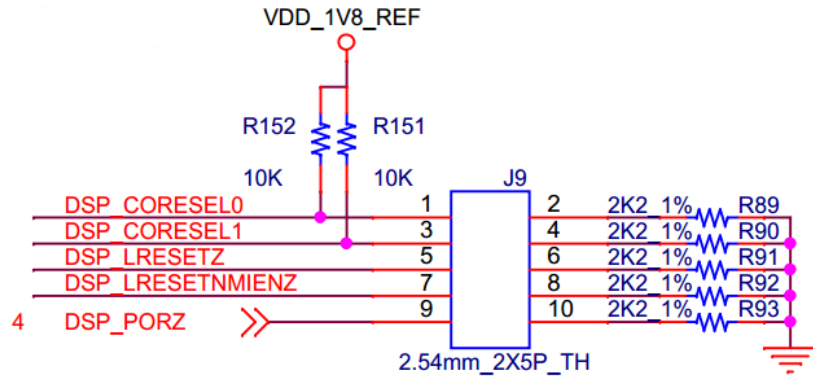 VDD_1V8_REF
R152 R151
10K 10K J9
DSP_CORESEL0 1 2 2K2_1% R89
DSP_CORESEL1 3 4 2K2_1% R90
DSP_LRESETZ 5 6 2K2_1% R91
DSP_LRESETNMIENZ 7 8 2K2_1% R92
4 DSP_PORZ 9 10 2K2_1% R93
2.54mm_2X5P_TH